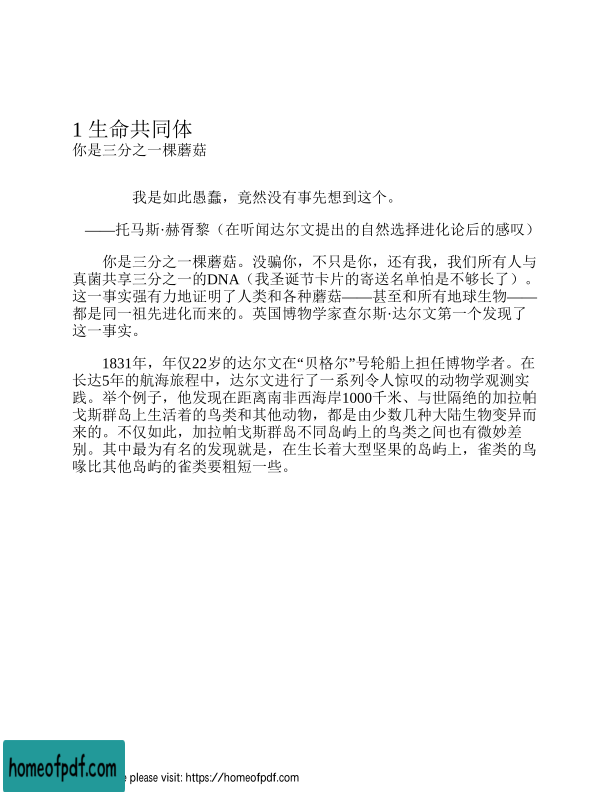 1 生命共同体
你是三分之一棵蘑菇
我是如此愚蠢，竟然没有事先想到这个。
——托马斯·赫胥黎（在听闻达尔文提出的自然选择进化论后的感叹）
你是三分之一棵蘑菇。没骗你，不只是你，还有我，我们所有人与
真菌共享三分之一的DNA（我圣诞节卡片的寄送名单怕是不够长了）。
这一事实强有力地证明了人类和各种蘑菇——甚至和所有地球生物——
都是同一祖先进化而来的。英国博物学家查尔斯·达尔文第一个发现了
这一事实。
1831年，年仅22岁的达尔文在“贝格尔”号轮船上担任博物学者。在
长达5年的航海旅程中，达尔文进行了一系列令人惊叹的动物学观测实
践。举个例子，他发现在距离南非西海岸1000千米、与世隔绝的加拉帕
戈斯群岛上生活着的鸟类和其他动物，都是由少数几种大陆生物变异而
来的。不仅如此，加拉帕戈斯群岛不同岛屿上的鸟类之间也有微妙差
别。其中最为有名的发现就是，在生长着大型坚果的岛屿上，雀类的鸟
喙比其他岛屿的雀类要粗短一些。
homeofpdf.com
e please visit: https://homeofpdf.com